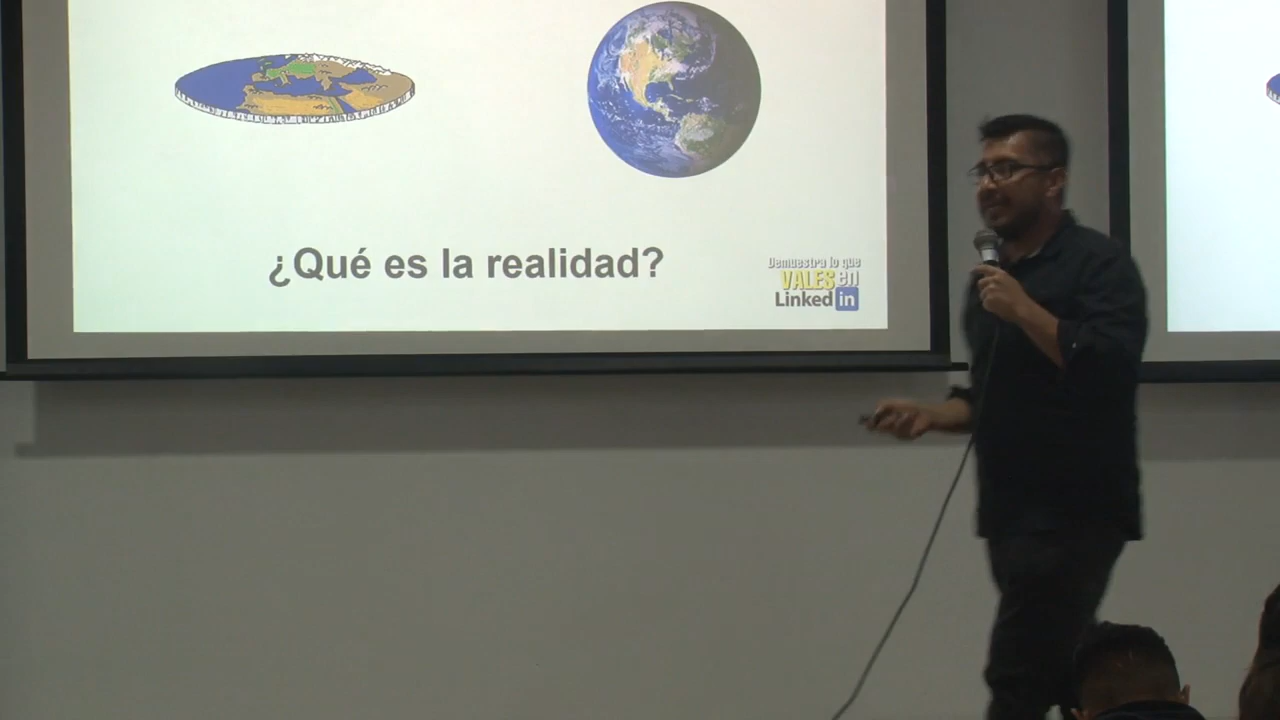 ¿Qué es la realidad?
Demuestra lo que
VALES en
Linked in